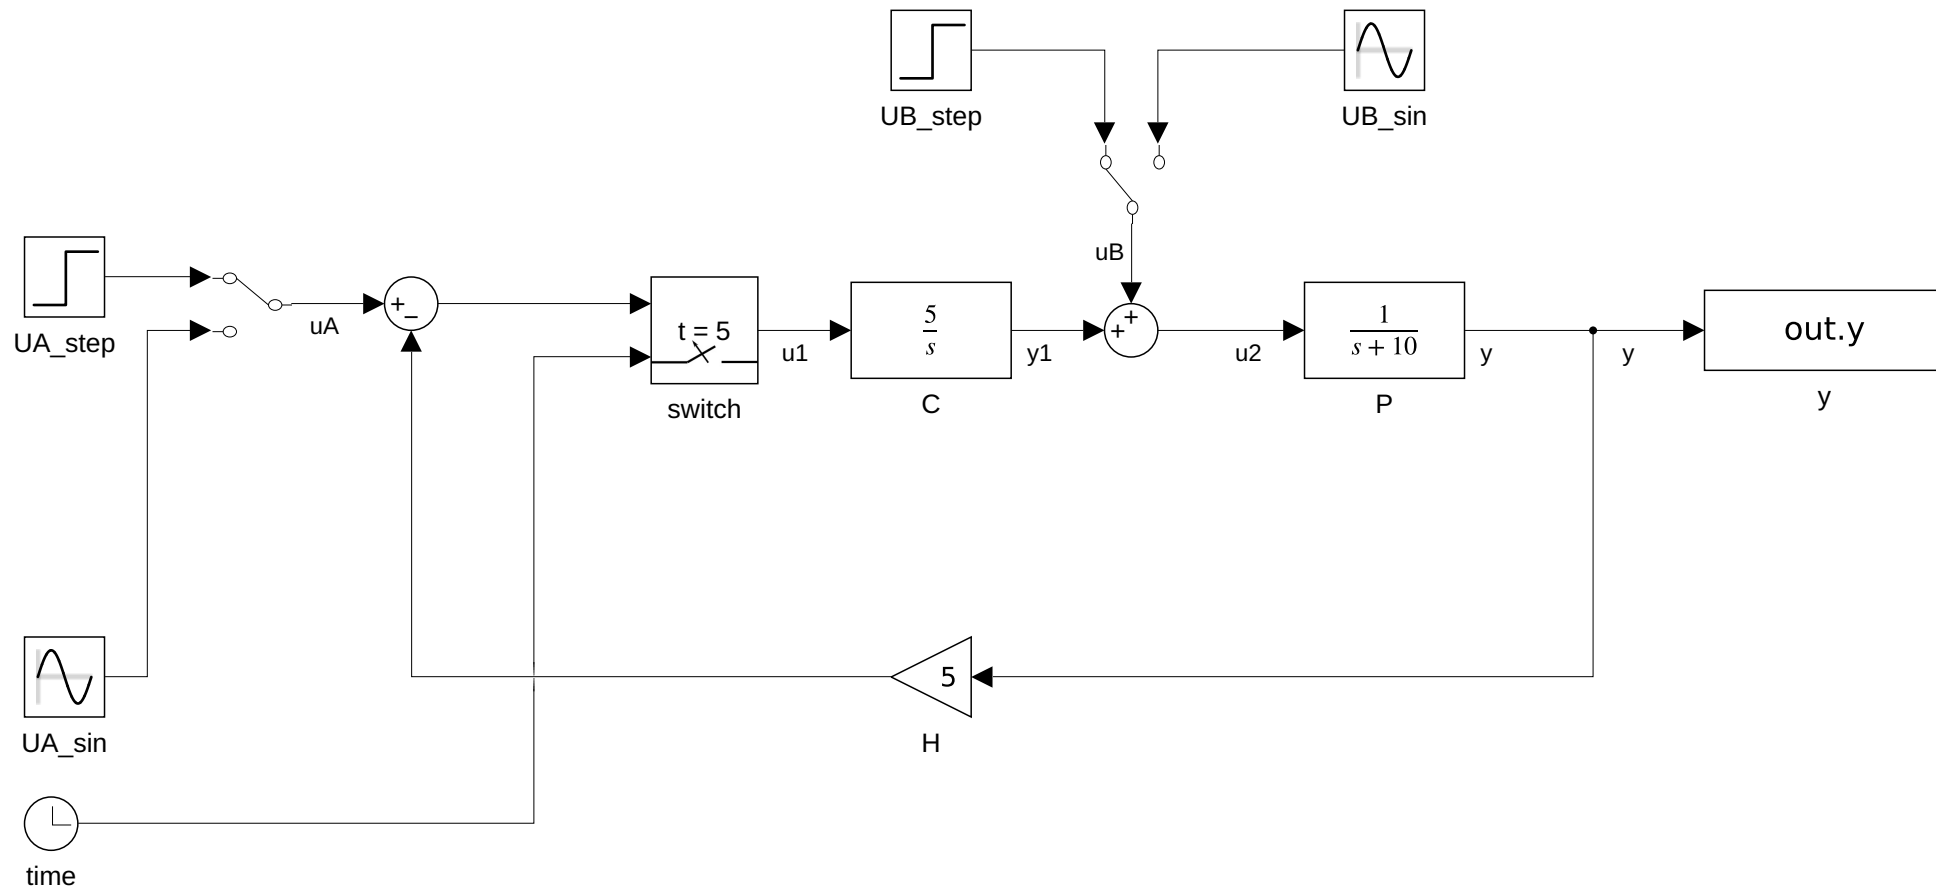 UB_step
UB_sin
uB
UA_step
uA
+
−
t = 5
switch
u1
5
s
C
y1
+
+
u2
1
s + 10
P
y
y
out.y
y
5
H
UA_sin
time